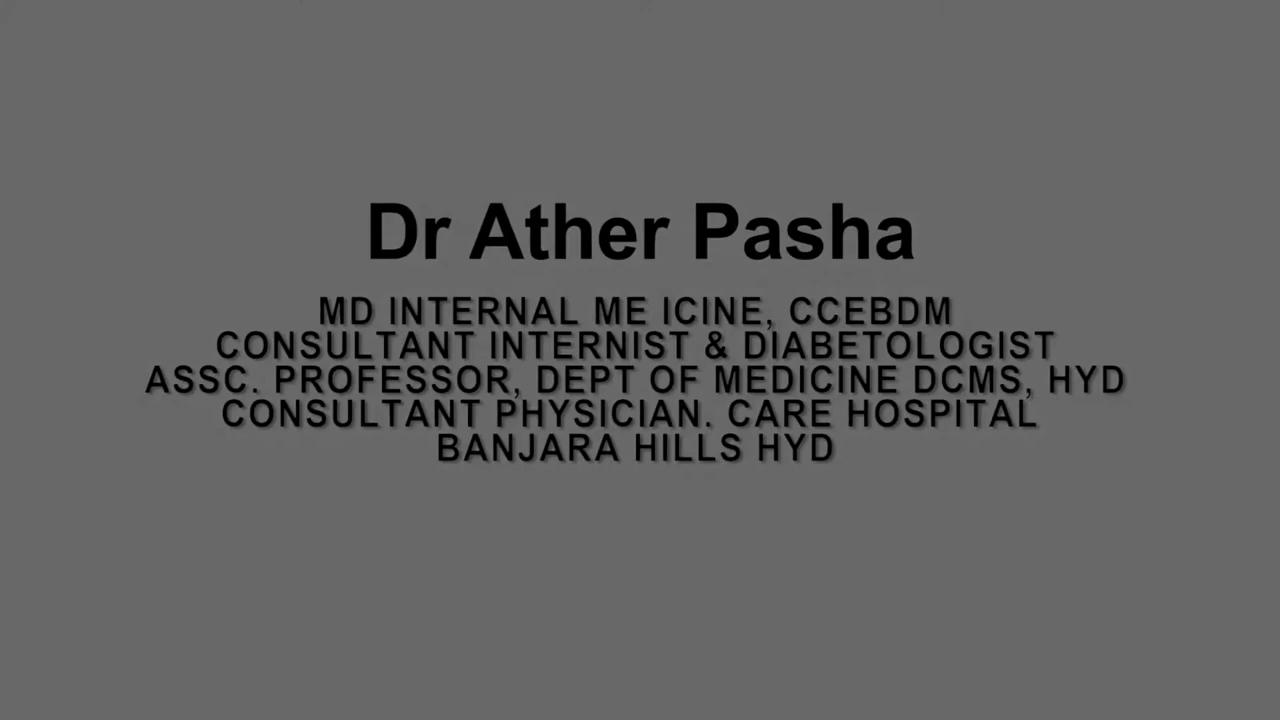 Dr Ather Pasha
MD INTERNAL ME ICINE, CCEBDM
CONSULTANT INTERNIST & DIABETOLOGIST
ASSC. PROFESSOR, DEPT OF MEDICINE DCMS, HYD
CONSULTANT PHYSICIAN. CARE HOSPITAL
BANJARA HILLS HYD